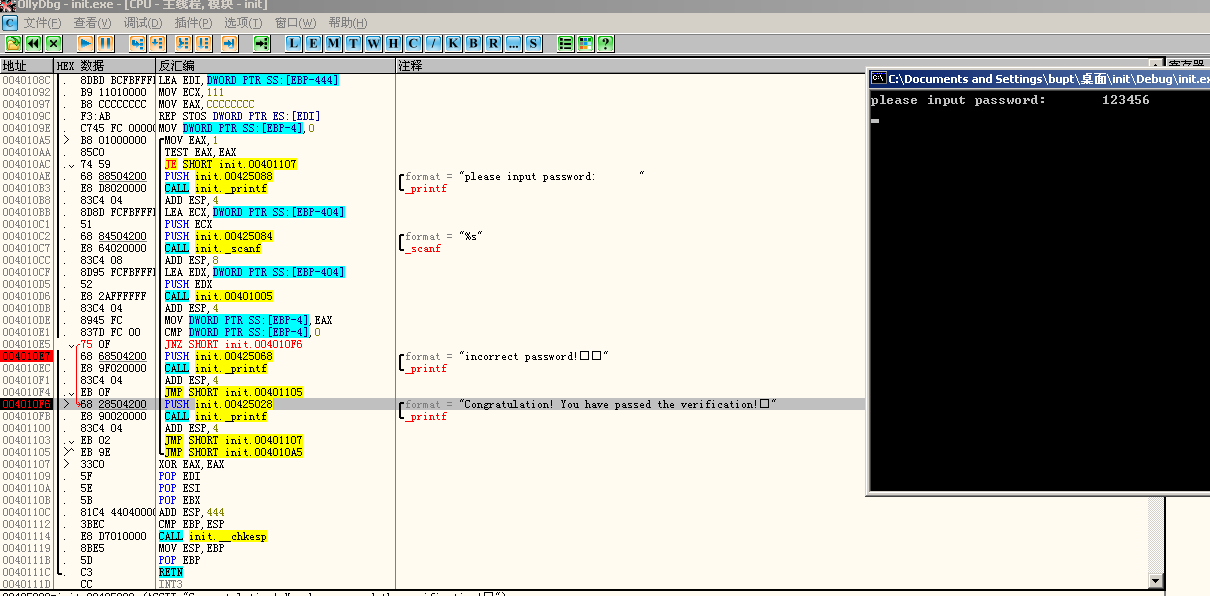 OllyDbg - init.exe - [CPU - 主线程, 模块 - init]
C 文件(F) 查看(V) 调试(D) 插件(P) 选项(T) 窗口(W) 帮助(H)
L E M T W H C / K B R ... S ?
地址 HEX 数据 反汇编 注释 寄存器
0040108C . 8DBD BCFBFFFI LEA EDI,DWORD PTR SS:[EBP-444]
00401092 . B9 11010000 MOV ECX,111
00401097 . B8 CCCCCCCC MOV EAX,CCCCCCCC
0040109C . F3:AB REP STOS DWORD PTR ES:[EDI]
0040109E . C745 FC 00000 MOV DWORD PTR SS:[EBP-4],0
004010A5 > B8 01000000 MOV EAX,1
004010AA . 85C0 TEST EAX,EAX
004010AC . 74 59 JE SHORT init.00401107
004010AE . 68 88504200 PUSH init.00425088 format = "please input password: "
004010B3 . E8 D8020000 CALL init._printf _printf
004010B8 . 83C4 04 ADD ESP,4
004010BB . 8D8D FCFBFFFI LEA ECX,DWORD PTR SS:[EBP-404]
004010C1 . 51 PUSH ECX
004010C2 . 68 84504200 PUSH init.00425084 format = "%s"
004010C7 . E8 64020000 CALL init._scanf _scanf
004010CC . 83C4 08 ADD ESP,8
004010CF . 8D95 FCFBFFFI LEA EDX,DWORD PTR SS:[EBP-404]
004010D5 . 52 PUSH EDX
004010D6 . E8 2AFFFFFF CALL init.00401005
004010DB . 83C4 04 ADD ESP,4
004010DE . 8945 FC MOV DWORD PTR SS:[EBP-4],EAX
004010E1 . 837D FC 00 CMP DWORD PTR SS:[EBP-4],0
004010E5 . 75 0F JNZ SHORT init.004010F6
004010E7 . 68 68504200 PUSH init.00425068 format = "incorrect password!□□"
004010EC . E8 9F020000 CALL init._printf _printf
004010F1 . 83C4 04 ADD ESP,4
004010F4 . EB 0F JMP SHORT init.00401105
004010F6 > 68 28504200 PUSH init.00425028 format = "Congratulation! You have passed the verification!□"
004010FB . E8 90020000 CALL init._printf _printf
00401100 . 83C4 04 ADD ESP,4
00401103 . EB 02 JMP SHORT init.00401107
00401105 > EB 9E JMP SHORT init.004010A5
00401107 > 33C0 XOR EAX,EAX
00401109 . 5F POP EDI
0040110A . 5E POP ESI
0040110B . 5B POP EBX
0040110C . 81C4 44040000 ADD ESP,444
00401112 . 3BEC CMP EBP,ESP
00401114 . E8 D7010000 CALL init.__chkesp
00401119 . 8BE5 MOV ESP,EBP
0040111B . 5D POP EBP
0040111C . C3 RETN
0040111D CC INT3
C:\Documents and Settings\bupt\桌面\init\Debug\init.ex
please input password: 123456